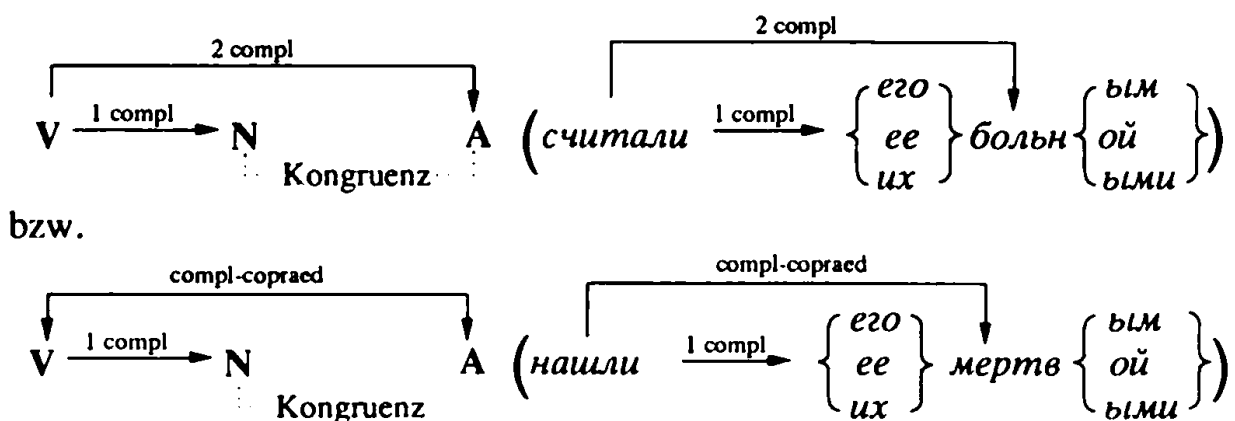 2 compl 2 compl
1 compl 1 compl
его ым
V N A (считали ее больн ой )
их ыми
Kongruenz
bzw.
compl-copraed compl-copraed
1 compl 1 compl
его ым
V N A (нашли ее мертв ой )
их ыми
Kongruenz